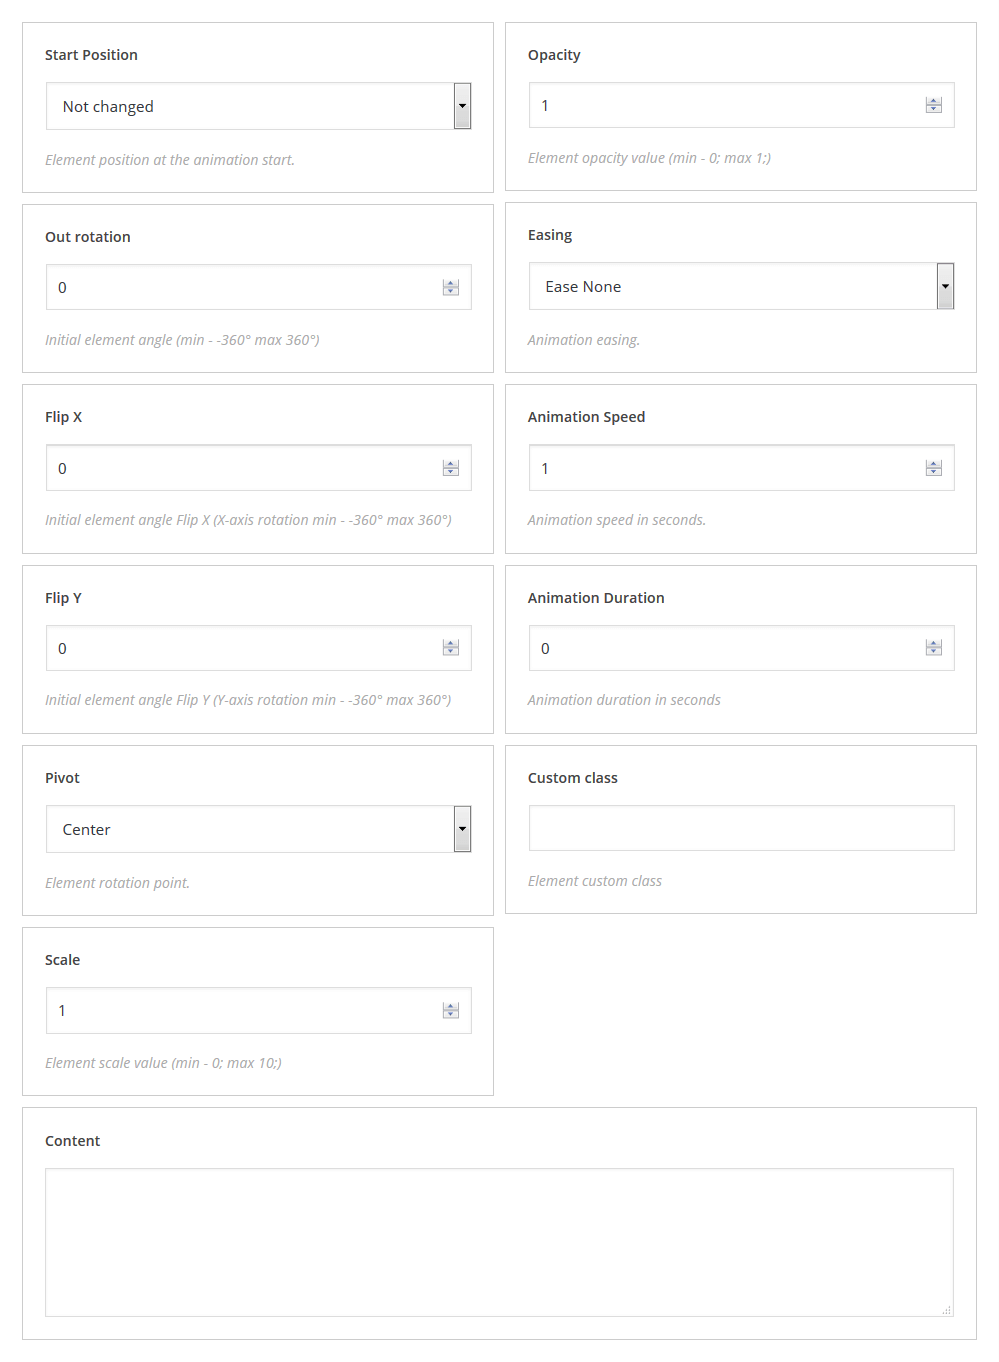 Start Position
Not changed
Element position at the animation start.
Opacity
1
Element opacity value (min - 0; max 1;)
Out rotation
0
Initial element angle (min - -360° max 360°)
Easing
Ease None
Animation easing.
Flip X
0
Initial element angle Flip X (X-axis rotation min - -360° max 360°)
Animation Speed
1
Animation speed in seconds.
Flip Y
0
Initial element angle Flip Y (Y-axis rotation min - -360° max 360°)
Animation Duration
0
Animation duration in seconds
Pivot
Center
Element rotation point.
Custom class
Element custom class
Scale
1
Element scale value (min - 0; max 10;)
Content